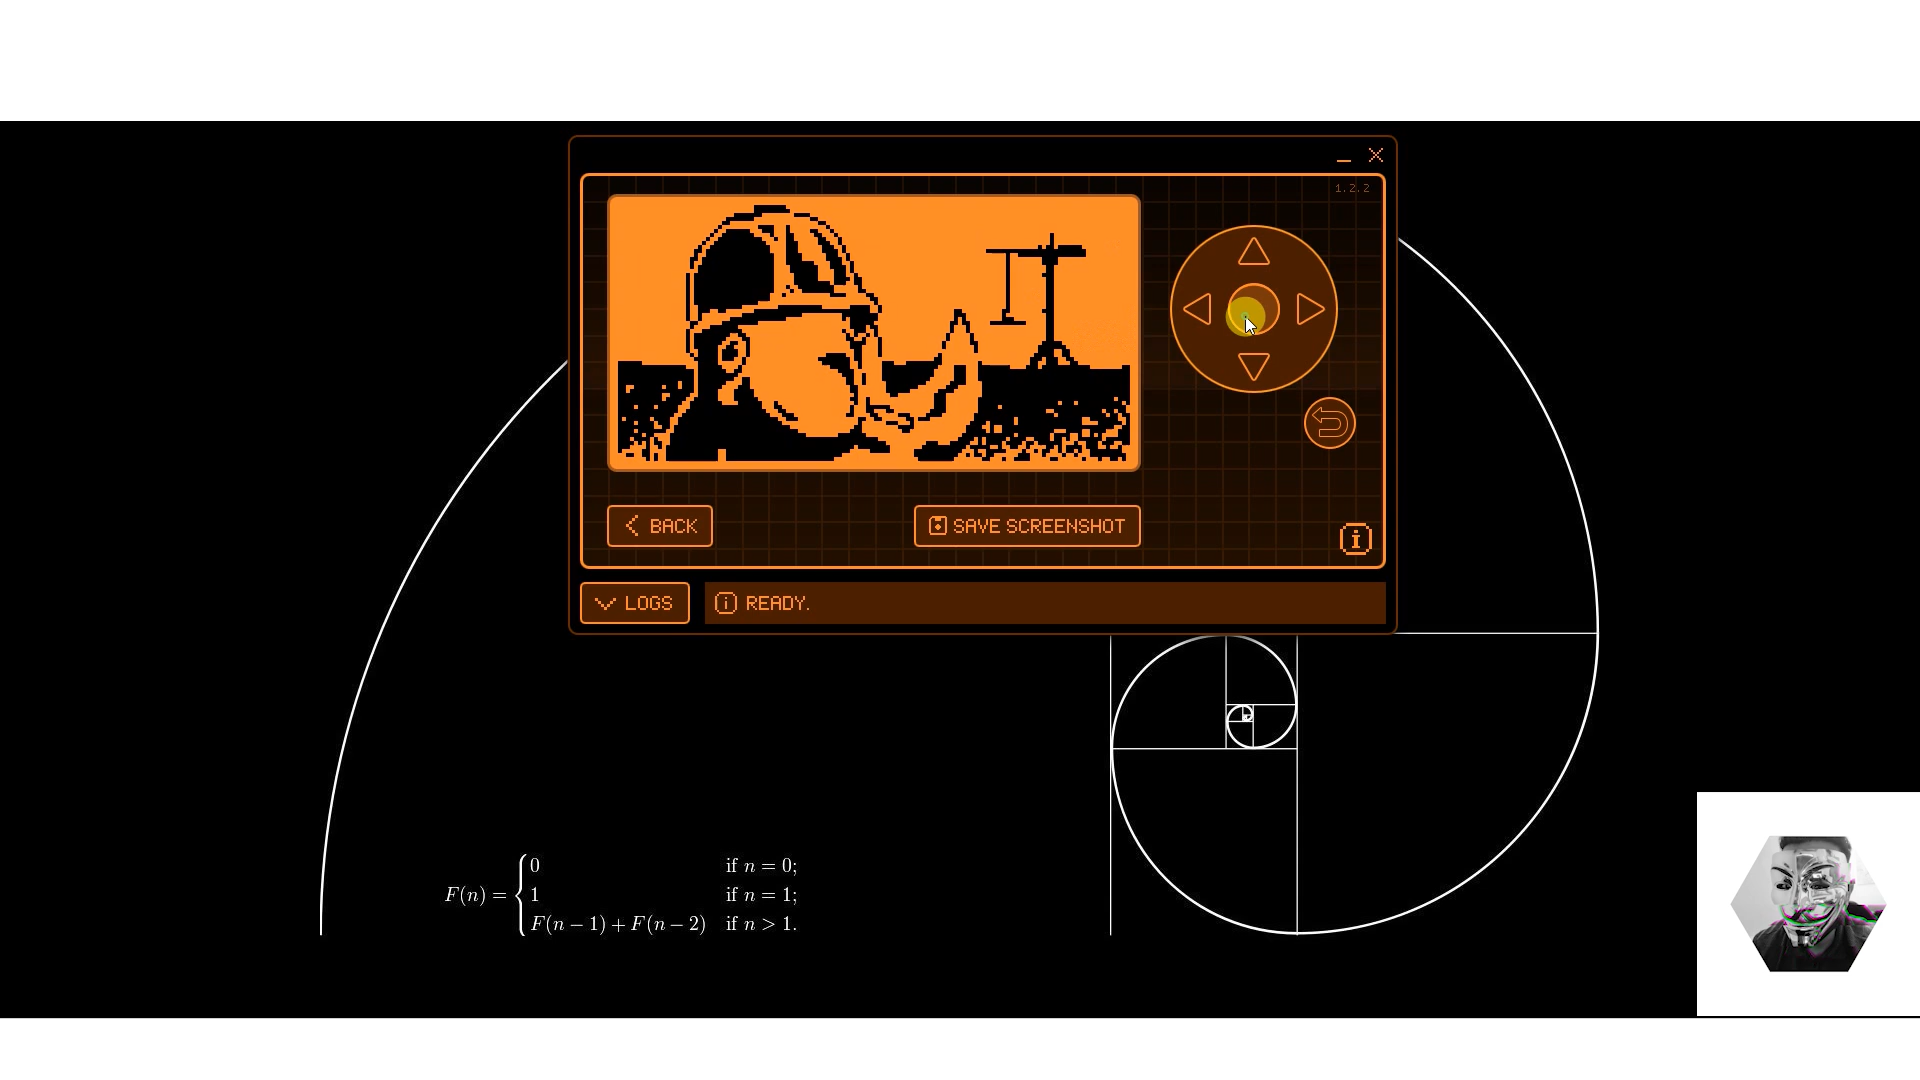 1.2.2
BACK
SAVE SCREENSHOT
LOGS
READY.
F(n) = { 0 if n = 0;
1 if n = 1;
F(n − 1) + F(n − 2) if n > 1.